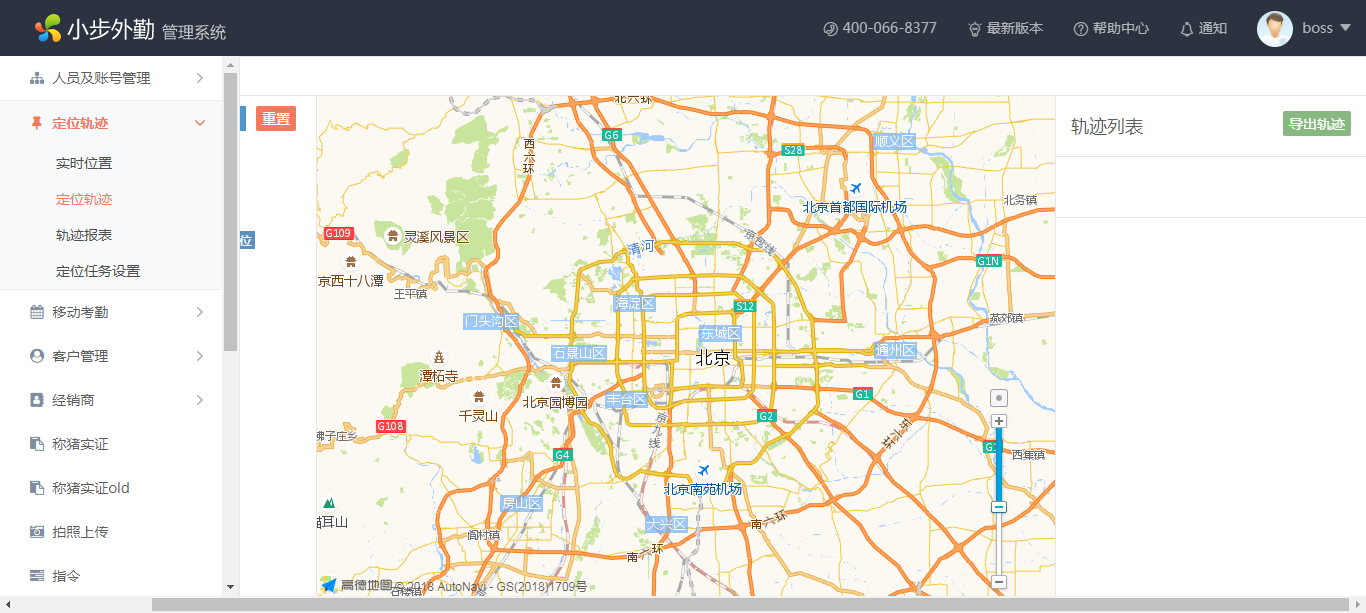 小步外勤 管理系统
400-066-8377
最新版本
帮助中心
通知
boss
人员及账号管理
定位轨迹
实时位置
定位轨迹
轨迹报表
定位任务设置
移动考勤
客户管理
经销商
称猪实证
称猪实证old
拍照上传
指令
重置
位
轨迹列表
导出轨迹
北六环
G6
西六环
S28
顺义区
北京首都国际机场
北务镇
G109
灵溪风景区
清河
京包线
京西十八潭
王平镇
G1N
海淀区
S12
门头沟区
东城区
燕郊镇
石景山区
北京
通州区
潭柘寺
北京园博园
丰台区
千灵山
G1
G2
G108
京九线
东六环
佛子庄乡
G4
西集镇
北京南苑机场
房山区
猫耳山
大兴区
南六环
阎村镇
南六环
高德地图 © 2018 AutoNavi - GS(2018)1709号
石楼镇